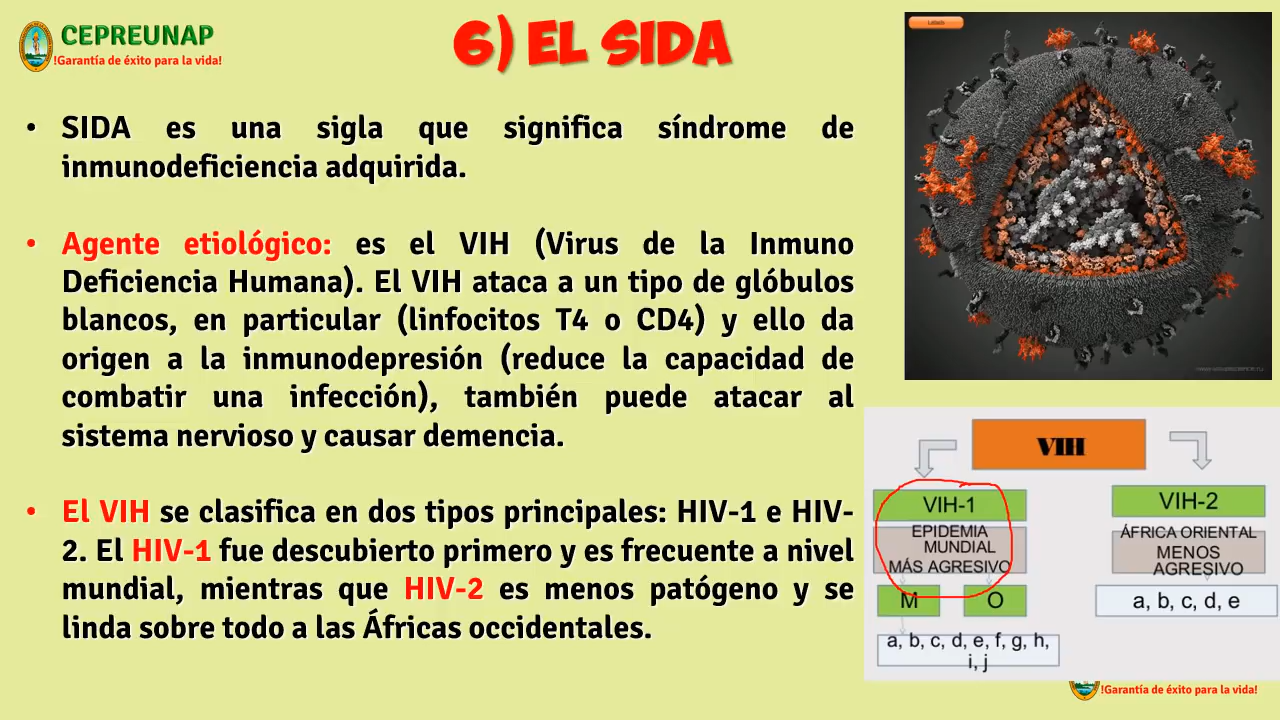 CEPREUNAP
!Garantía de éxito para la vida!
6) EL SIDA
• SIDA es una sigla que significa síndrome de
inmunodeficiencia adquirida.
• Agente etiológico: es el VIH (Virus de la Inmuno
Deficiencia Humana). El VIH ataca a un tipo de glóbulos
blancos, en particular (linfocitos T4 o CD4) y ello da
origen a la inmunodepresión (reduce la capacidad de
combatir una infección), también puede atacar al
sistema nervioso y causar demencia.
• El VIH se clasifica en dos tipos principales: HIV-1 e HIV-
2. El HIV-1 fue descubierto primero y es frecuente a nivel
mundial, mientras que HIV-2 es menos patógeno y se
linda sobre todo a las Áfricas occidentales.
VIH
VIH-1
EPIDEMIA
MUNDIAL
MÁS AGRESIVO
M
O
a, b, c, d, e, f, g, h,
i, j
VIH-2
ÁFRICA ORIENTAL
MENOS
AGRESIVO
a, b, c, d, e
!Garantía de éxito para la vida!